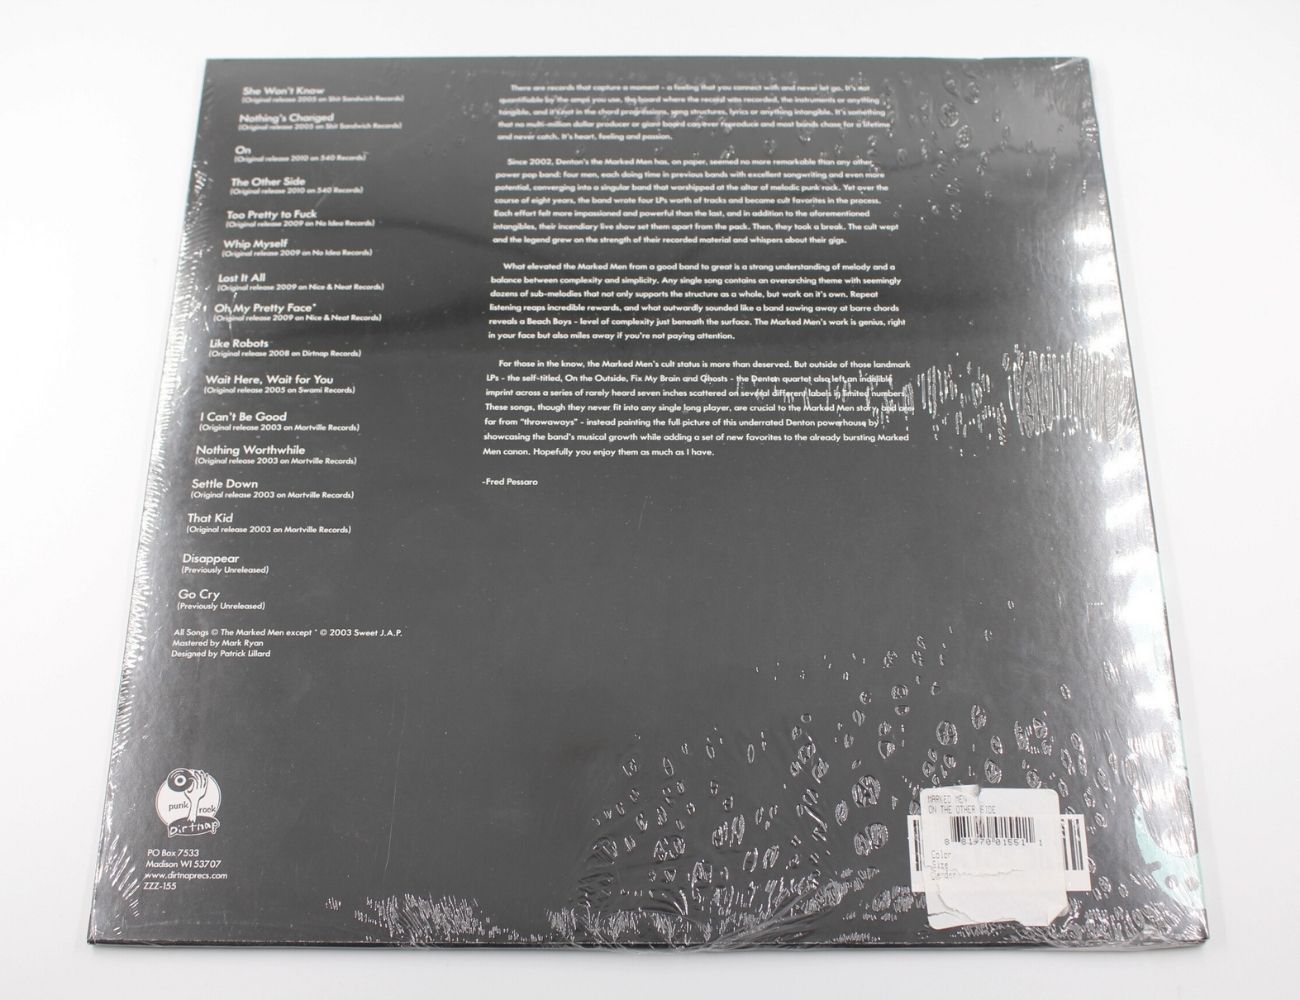 She Won't Know
(Original release 2005 on Shit Sandwich Records)
Nothing's Changed
(Original release 2005 on Shit Sandwich Records)
On
(Original release 2010 on 540 Records)
The Other Side
(Original release 2010 on 540 Records)
Too Pretty to Fuck
(Original release 2009 on No Idea Records)
Whip Myself
(Original release 2009 on No Idea Records)
Lost It All
(Original release 2009 on Nice & Neat Records)
Oh My Pretty Face*
(Original release 2009 on Nice & Neat Records)
Like Robots
(Original release 2008 on Dirtnap Records)
Wait Here, Wait for You
(Original release 2005 on Swami Records)
I Can't Be Good
(Original release 2003 on Mortville Records)
Nothing Worthwhile
(Original release 2003 on Mortville Records)
Settle Down
(Original release 2003 on Mortville Records)
That Kid
(Original release 2003 on Mortville Records)
Disappear
(Previously Unreleased)
Go Cry
(Previously Unreleased)
All Songs © The Marked Men except * © 2003 Sweet J.A.P.
Mastered by Mark Ryan
Designed by Patrick Lillard
There are records that capture a moment - a feeling that you connect with and never let go. It's not
quantifiable by the amps you use, the board where the record was recorded, the instruments or anything
tangible, and it's not in the chord progressions, song structures, lyrics or anything intangible. It's something
that no multi-million dollar producer or giant board can ever reproduce and most bands chase for a lifetime
and never catch. It's heart, feeling and passion.
Since 2002, Denton's the Marked Men has, on paper, seemed no more remarkable than any other
power pop band: four men, each doing time in previous bands with excellent songwriting and even more
potential, converging into a singular band that worshipped at the altar of melodic punk rock. Yet over the
course of eight years, the band wrote four LPs worth of tracks and became cult favorites in the process.
Each effort felt more impassioned and powerful than the last, and in addition to the aforementioned
intangibles, their incendiary live show set them apart from the pack. Then, they took a break. The cult wept
and the legend grew on the strength of their recorded material and whispers about their gigs.
What elevated the Marked Men from a good band to great is a strong understanding of melody and a
balance between complexity and simplicity. Any single song contains an overarching theme with seemingly
dozens of sub-melodies that not only supports the structure as a whole, but work on it's own. Repeat
listening reaps incredible rewards, and what outwardly sounded like a band sawing away at barre chords
reveals a Beach Boys - level of complexity just beneath the surface. The Marked Men's work is genius, right
in your face but also miles away if you're not paying attention.
For those in the know, the Marked Men's cult status is more than deserved. But outside of those landmark
LPs - the self-titled, On the Outside, Fix My Brain and Ghosts - the Denton quartet also left an indelible
imprint across a series of rarely heard seven inches scattered on several different labels in limited numbers.
These songs, though they never fit into any single long player, are crucial to the Marked Men story, and are
far from "throwaways" - instead painting the full picture of this underrated Denton powerhouse by
showcasing the band's musical growth while adding a set of new favorites to the already bursting Marked
Men canon. Hopefully you enjoy them as much as I have.
-Fred Pessaro
punk rock
Dirtnap
PO Box 7533
Madison WI 53707
www.dirtnaprecs.com
ZZZ-155
MARKED MEN
ON THE OTHER SIDE
8 81970 01551 1
Color
Size
Gender